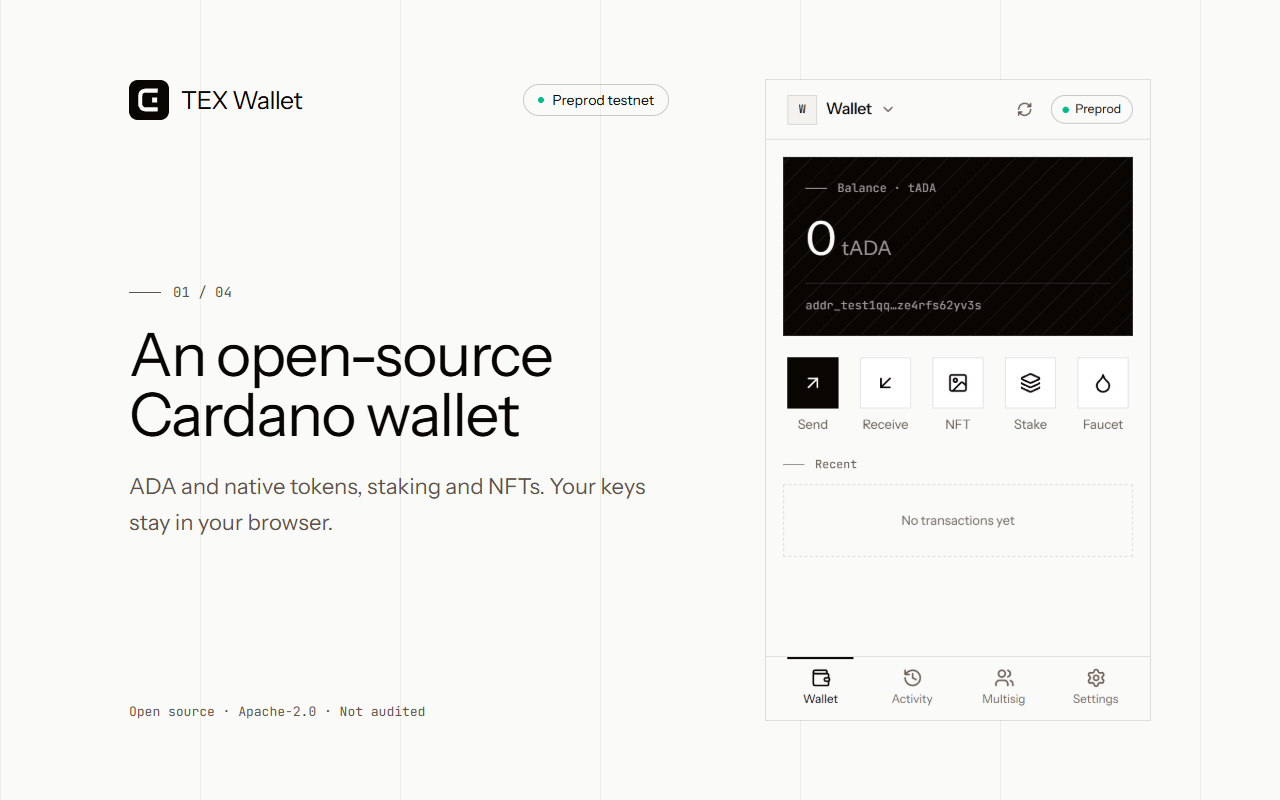 TEX Wallet
Preprod testnet
01 / 04
An open-source
Cardano wallet
ADA and native tokens, staking and NFTs. Your keys
stay in your browser.
Open source · Apache-2.0 · Not audited
W
Wallet
Preprod
Balance · tADA
0 tADA
addr_test1qq…ze4rfs62yv3s
Send
Receive
NFT
Stake
Faucet
Recent
No transactions yet
Wallet
Activity
Multisig
Settings